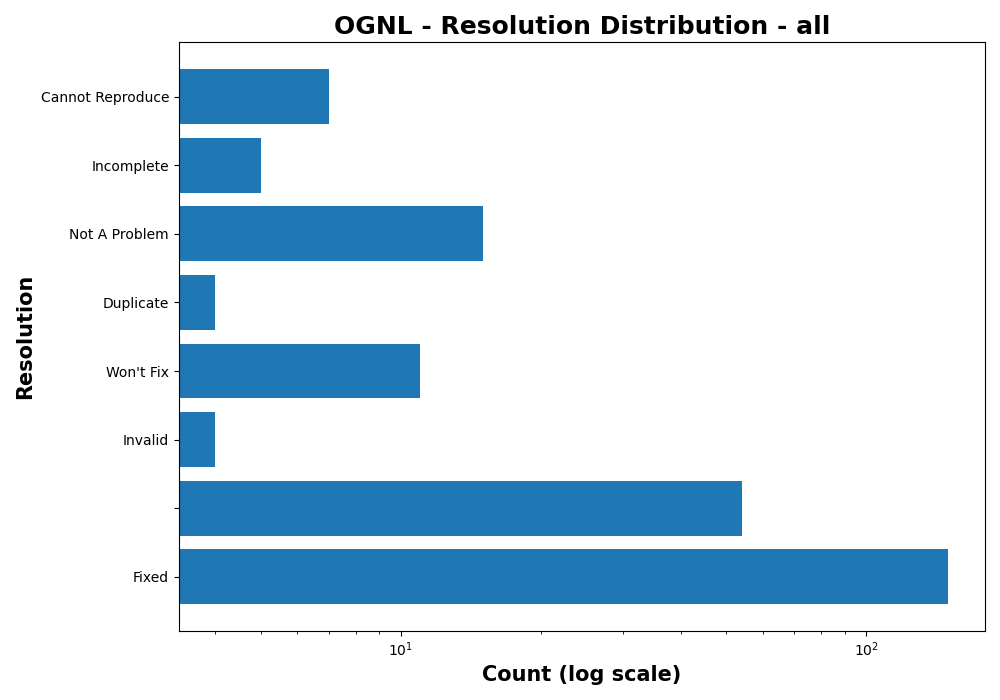 OGNL - Resolution Distribution - all
Cannot Reproduce
Incomplete
Not A Problem
Duplicate
Won't Fix
Invalid
Fixed
Resolution
10¹
10²
Count (log scale)